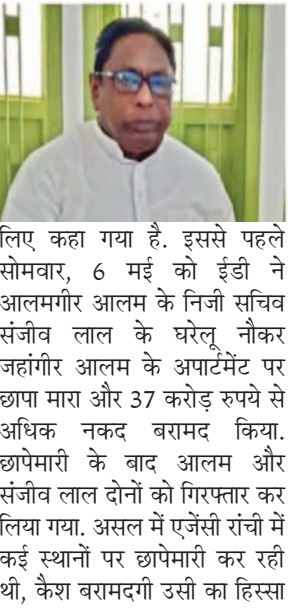 लिए कहा गया है. इससे पहले
सोमवार, 6 मई को ईडी ने
आलमगीर आलम के निजी सचिव
संजीव लाल के घरेलू नौकर
जहांगीर आलम के अपार्टमेंट पर
छापा मारा और 37 करोड़ रुपये से
अधिक नकद बरामद किया.
छापेमारी के बाद आलम और
संजीव लाल दोनों को गिरफ्तार कर
लिया गया. असल में एजेंसी रांची में
कई स्थानों पर छापेमारी कर रही
थी, कैश बरामदगी उसी का हिस्सा